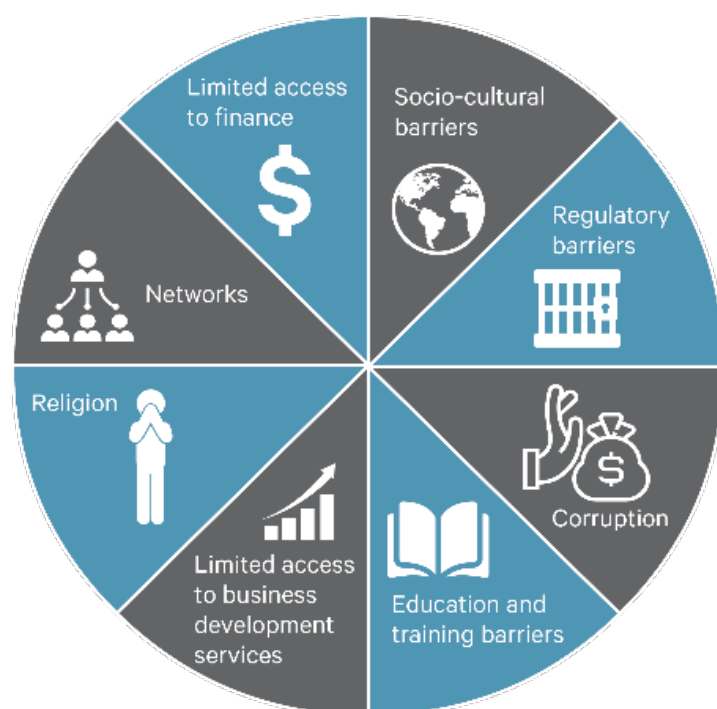 Limited access
to finance
$
Socio-cultural
barriers
Regulatory
barriers
Networks
Religion
$
Corruption
Limited access
to business
development
services
Education and
training barriers